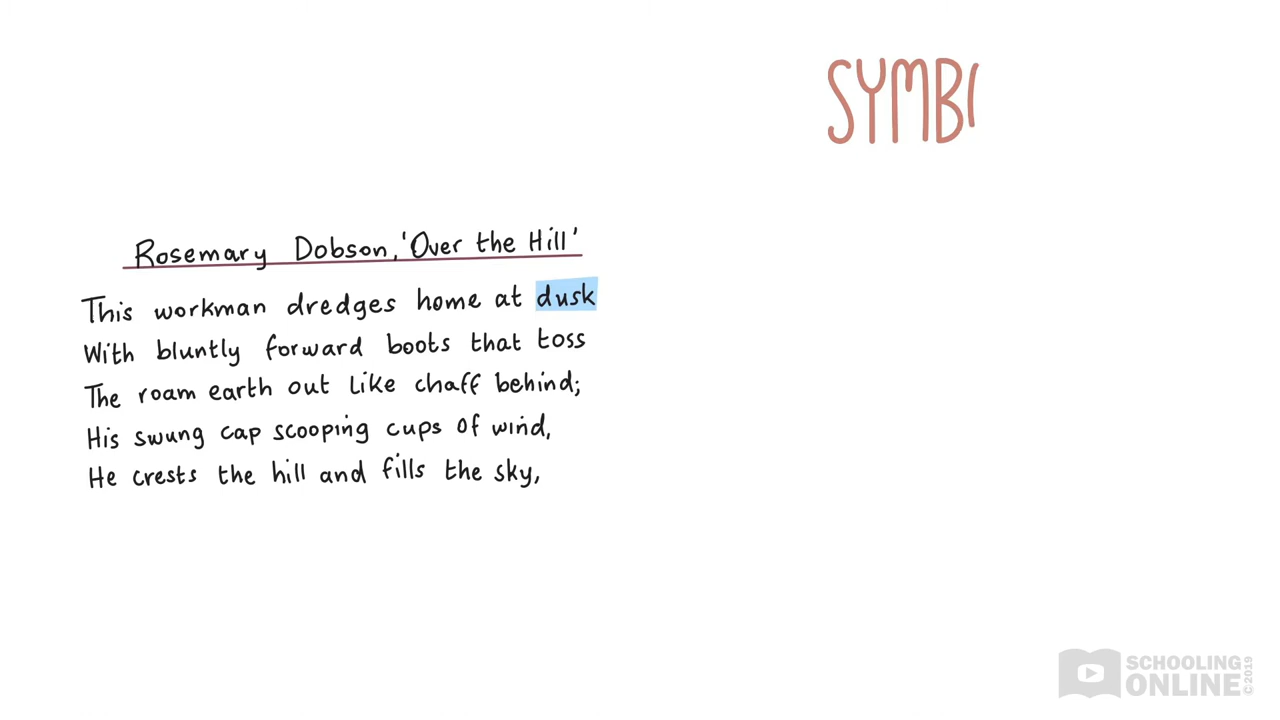 SYMBI
Rosemary Dobson, 'Over the Hill'
This workman dredges home at dusk
With bluntly forward boots that toss
The roam earth out like chaff behind;
His swung cap scooping cups of wind,
He crests the hill and fills the sky,
SCHOOLING
ONLINE ©2019